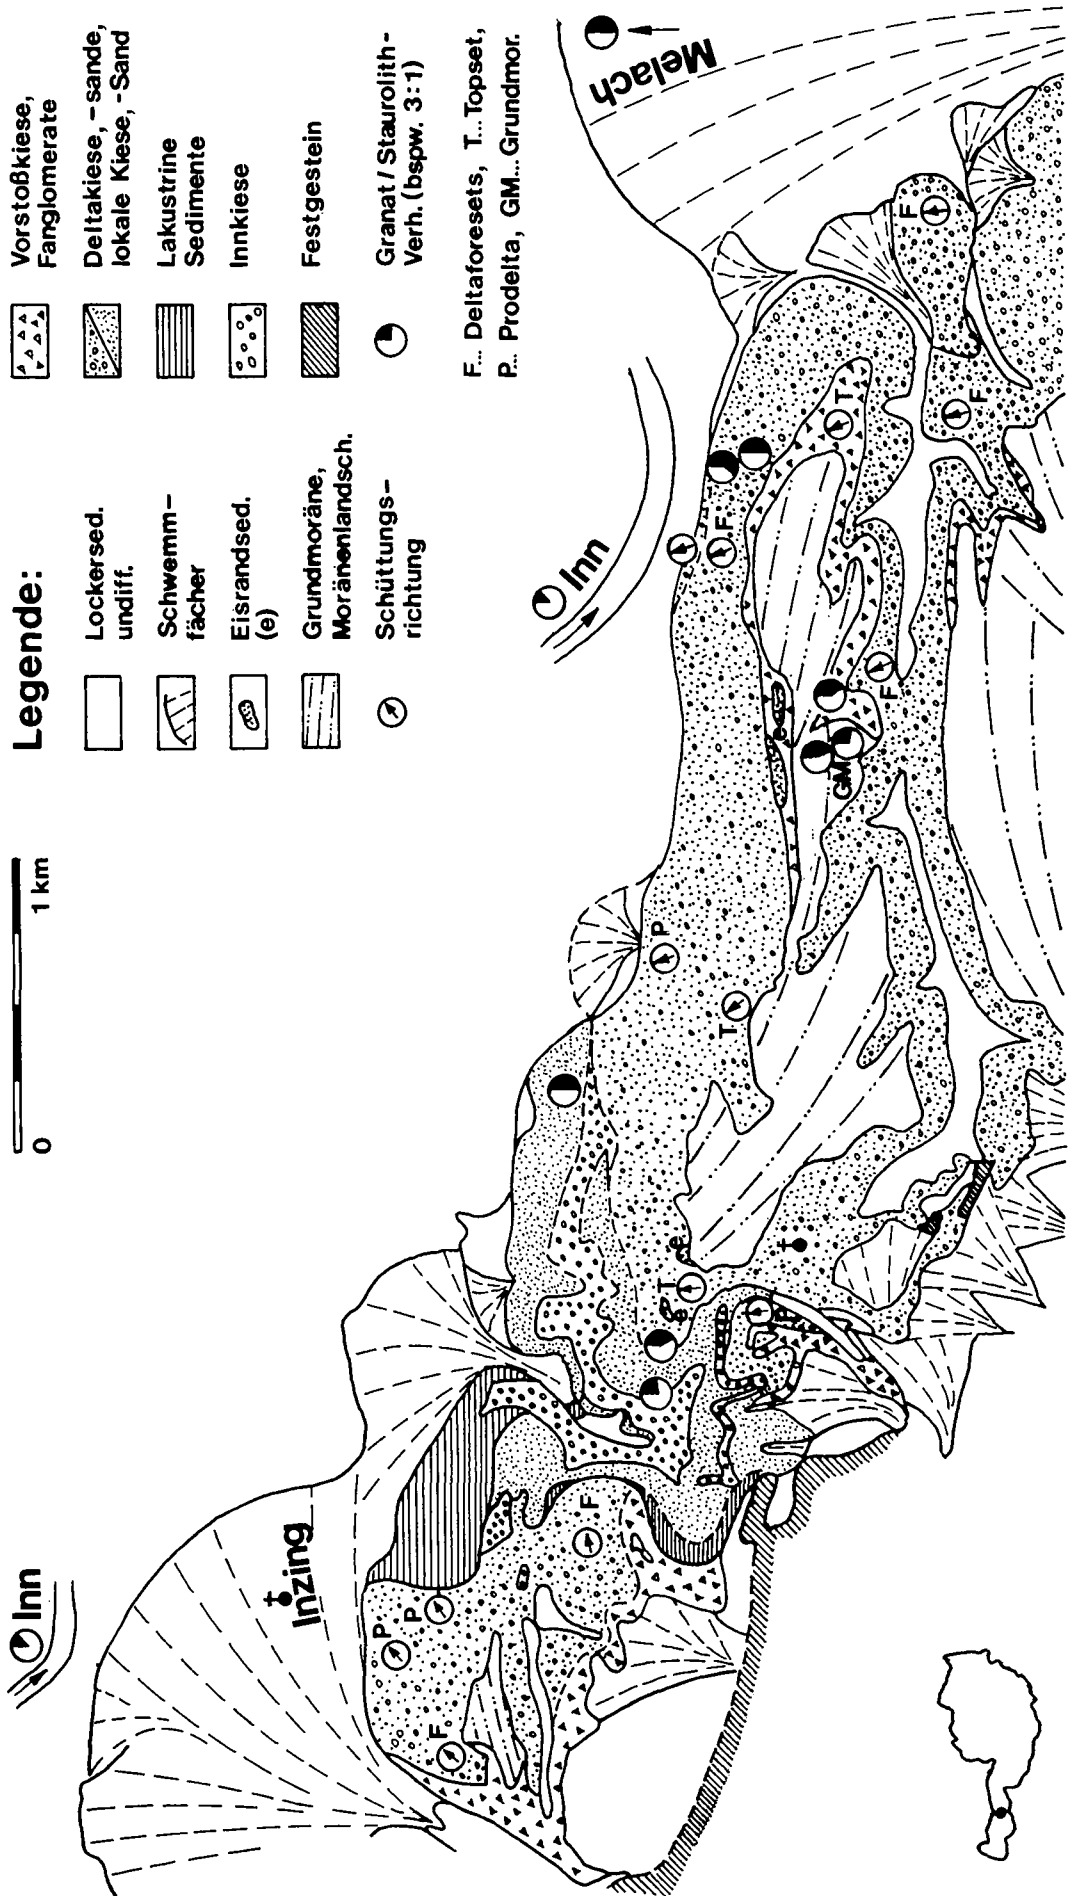 Legende:
Lockersed.
undiff.
Schwemm-
fächer
Eisrandsed.
(e)
Grundmoräne,
Moränenlandsch.
Schüttungs-
richtung
Vorstoßkiese,
Fanglomerate
Deltakiese,-sande,
lokale Kiese,-Sand
Lakustrine
Sedimente
Innkiese
Festgestein
Granat/Staurolith-
Verh.(bspw. 3:1)
F... Deltaforesets, T... Topset,
P... Prodelta, GM... Grundmor.
0 1 km
Inn
Inzing
Inn
Melach
F
P
P
F
T
e
T
P
e
GM
F
F
T
F
F